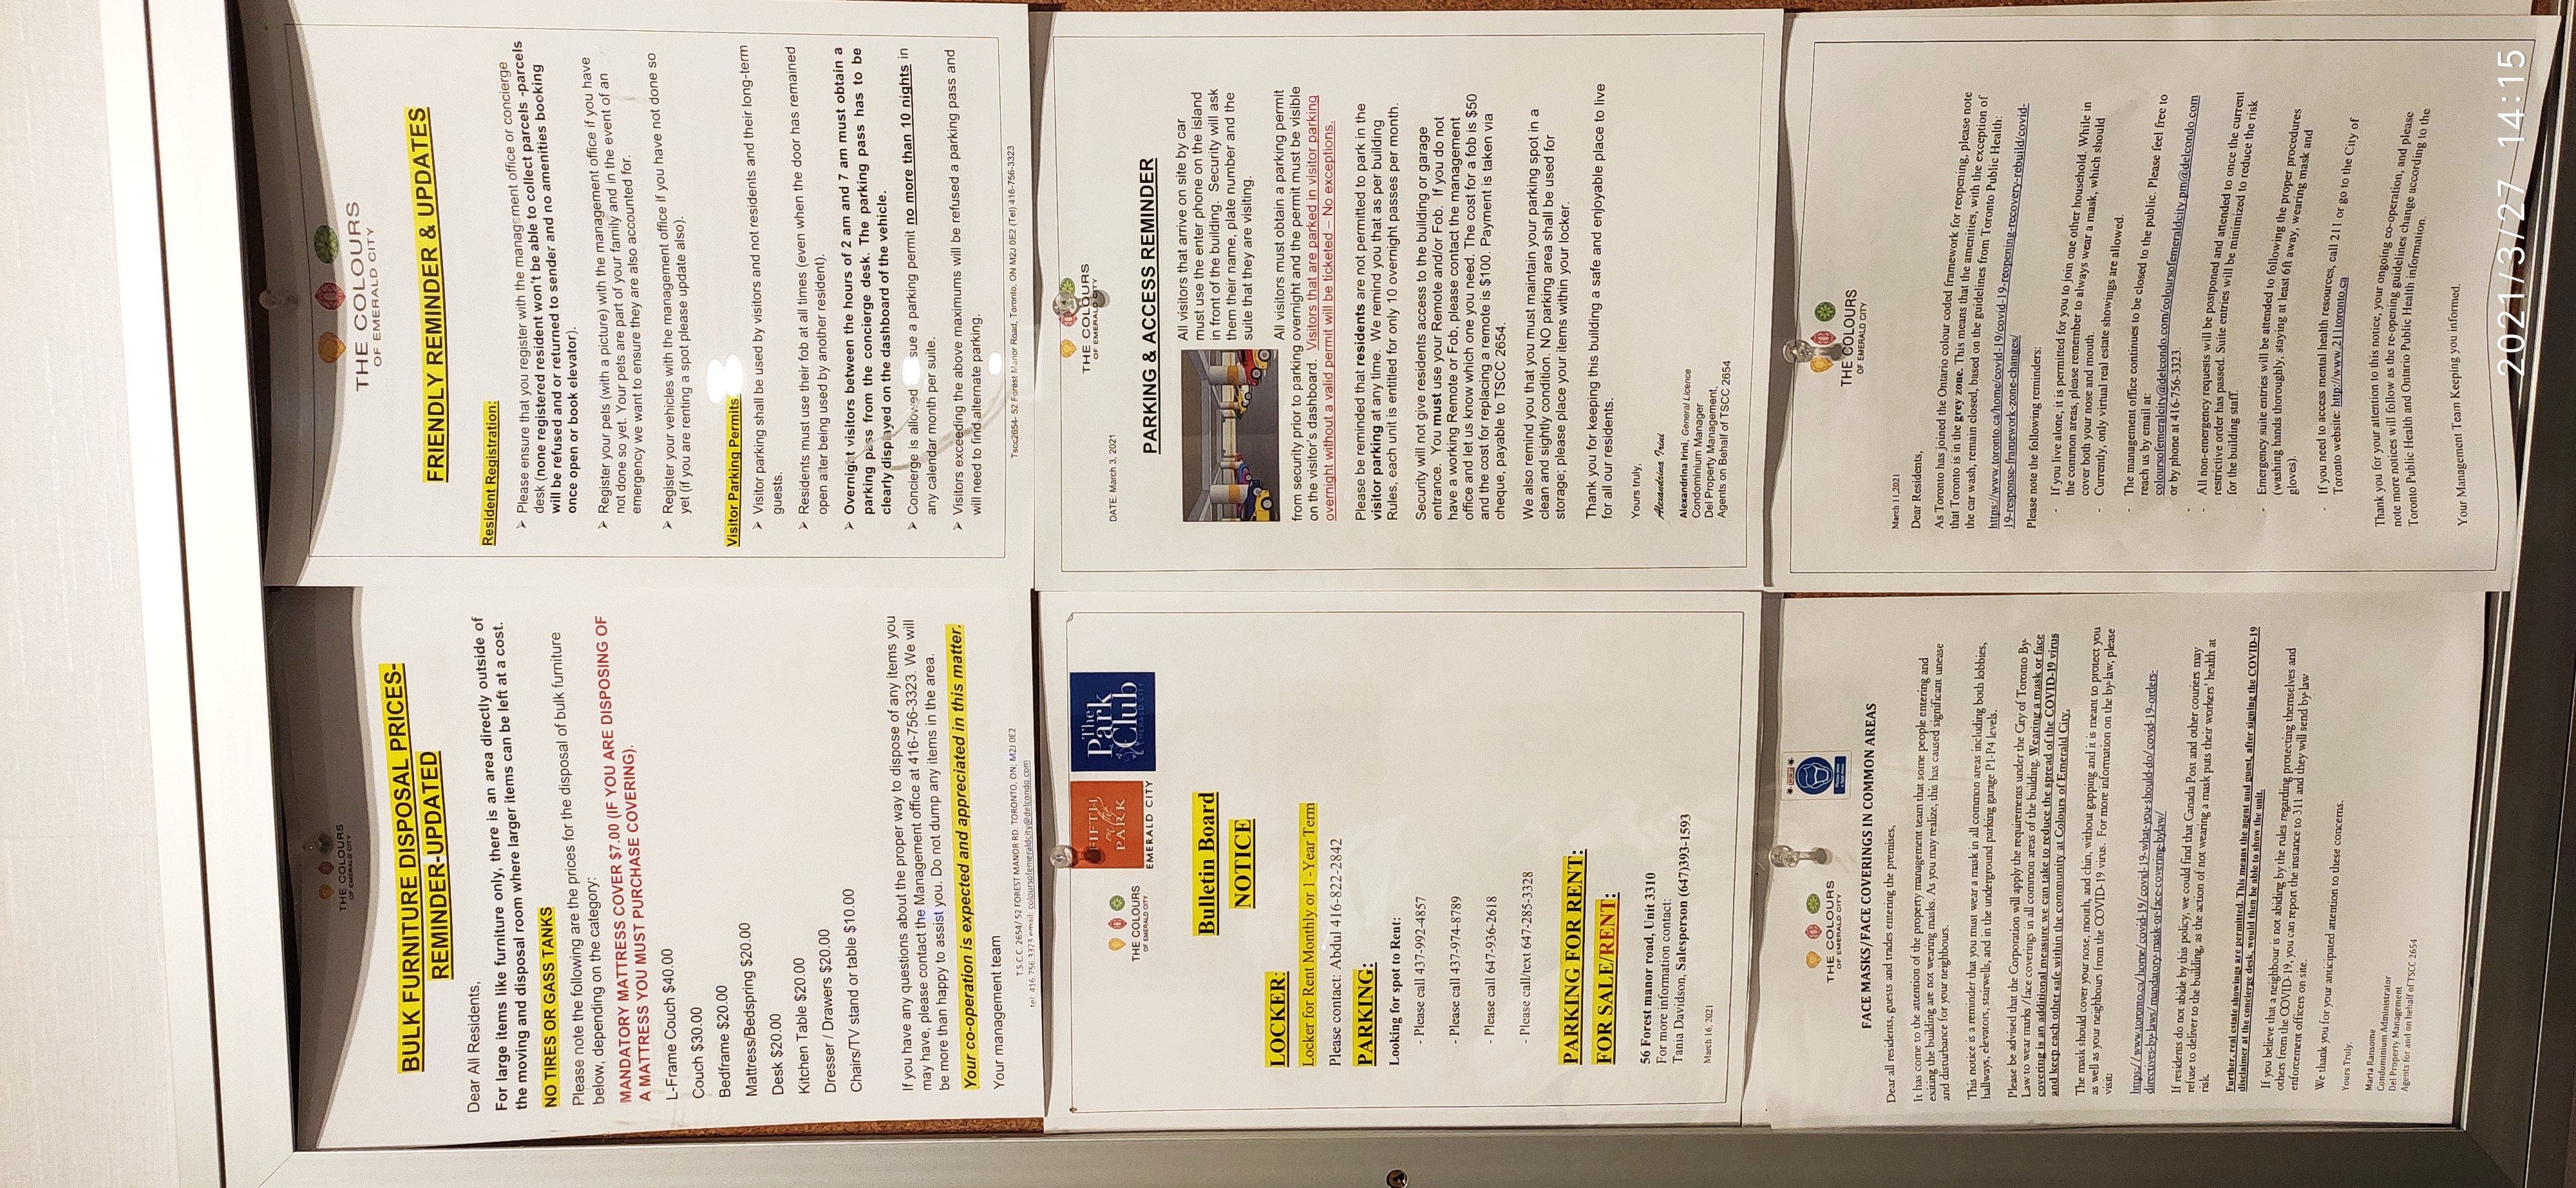 THE COLOURS
OF EMERALD CITY
BULK FURNITURE DISPOSAL PRICES-
REMINDER-UPDATED
Dear All Residents,
For large items like furniture only, there is an area directly outside of
the moving and disposal room where larger items can be left at a cost.
NO TIRES OR GASS TANKS
Please note the following are the prices for the disposal of bulk furniture
below, depending on the category:
MANDATORY MATTRESS COVER $7.00 (IF YOU ARE DISPOSING OF
A MATTRESS YOU MUST PURCHASE COVERING).
L-Frame Couch $40.00
Couch $30.00
Bedframe $20.00
Mattress/Bedspring $20.00
Desk $20.00
Kitchen Table $20.00
Dresser / Drawers $20.00
Chairs/TV stand or table $10.00
If you have any questions about the proper way to dispose of any items you
may have, please contact the Management office at 416-756-3323. We will
be more than happy to assist you. Do not dump any items in the area.
Your co-operation is expected and appreciated in this matter.
Your management team
T.S.C.C. 2654/ 52 FOREST MANOR RD. TORONTO, ON; M2J 0E2
tel: 416.756.3323 email: coloursofemeraldcity@delcondo.com
THE COLOURS
OF EMERALD CITY
FRIENDLY REMINDER & UPDATES
Resident Registration:
➢ Please ensure that you register with the management office or concierge
desk (none registered resident won't be able to collect parcels -parcels
will be refused and or returned to sender and no amenities booking
once open or book elevator).
➢ Register your pets (with a picture) with the management office if you have
not done so yet. Your pets are part of your family and in the event of an
emergency we want to ensure they are also accounted for.
➢ Register your vehicles with the management office if you have not done so
yet (if you are renting a spot please update also).
Visitor Parking Permits
➢ Visitor parking shall be used by visitors and not residents and their long-term
guests.
➢ Residents must use their fob at all times (even when the door has remained
open after being used by another resident).
➢ Overnight visitors between the hours of 2 am and 7 am must obtain a
parking pass from the concierge desk. The parking pass has to be
clearly displayed on the dashboard of the vehicle.
➢ Concierge is allowed sue a parking permit no more than 10 nights in
any calendar month per suite.
➢ Visitors exceeding the above maximums will be refused a parking pass and
will need to find alternate parking.
Tscc2654- 52 Forest Manor Road, Toronto, ON M2J 0E2 (Tel) 416-756-3323
THE COLOURS
OF EMERALD CITY
FIFTH
on the
PARK
EMERALD CITY
The
Park
Club
EMERALD CITY
Bulletin Board
NOTICE
LOCKER:
Locker for Rent Monthly or 1 -Year Term
Please contact: Abdul 416-822-2842
PARKING:
Looking for spot to Rent:
- Please call 437-992-4857
- Please call 437-974-8789
- Please call 647-936-2618
- Please call/text 647-285-3328
PARKING FOR RENT:
FOR SALE/RENT:
56 Forest manor road, Unit 3310
For more information contact:
Tania Davidson, Salesperson (647)393-1593
March 16, 2021
THE COLOURS
OF EMERALD CITY
DATE: March 3, 2021
PARKING & ACCESS REMINDER
All visitors that arrive on site by car
must use the enter phone on the island
in front of the building. Security will ask
them their name, plate number and the
suite that they are visiting.
All visitors must obtain a parking permit
from security prior to parking overnight and the permit must be visible
on the visitor's dashboard. Visitors that are parked in visitor parking
overnight without a valid permit will be ticketed – No exceptions.
Please be reminded that residents are not permitted to park in the
visitor parking at any time. We remind you that as per building
Rules, each unit is entitled for only 10 overnight passes per month.
Security will not give residents access to the building or garage
entrance. You must use your Remote and/or Fob. If you do not
have a working Remote or Fob, please contact the management
office and let us know which one you need. The cost for a fob is $50
and the cost for replacing a remote is $100. Payment is taken via
cheque, payable to TSCC 2654.
We also remind you that you must maintain your parking spot in a
clean and sightly condition. NO parking area shall be used for
storage; please place your items within your locker.
Thank you for keeping this building a safe and enjoyable place to live
for all our residents.
Yours truly,
Alexandrina Irini
Alexandrina Irini, General Licence
Condominium Manager
Del Property Management,
Agents on Behalf of TSCC 2654
THE COLOURS
OF EMERALD CITY
FACE MASKS/FACE COVERINGS IN COMMON AREAS
Dear all residents, guests and trades entering the premises,
It has come to the attention of the property management team that some people entering and
exiting the building are not wearing masks. As you may realize, this has caused significant unease
and disturbance for your neighbours.
This notice is a reminder that you must wear a mask in all common areas including both lobbies,
hallways, elevators, stairwells, and in the underground parking garage P1-P4 levels.
Please be advised that the Corporation will apply the requirements under the City of Toronto By-
Law to wear marks /face coverings in all common areas of the building. Wearing a mask or face
covering is an additional measure we can take to reduce the spread of the COVID-19 virus
and keep each other safe within the community at Colours of Emerald City.
The mask should cover your nose, mouth, and chin, without gapping and it is meant to protect you
as well as your neighbours from the COVID-19 virus. For more information on the by-law, please
visit:
https://www.toronto.ca/home/covid-19/covid-19-what-you-should-do/covid-19-orders-
directives-by-laws/mandatory-mask-or-face-covering-bylaw/
If residents do not abide by this policy, we could find that Canada Post and other couriers may
refuse to deliver to the building, as the action of not wearing a mask puts their workers' health at
risk.
Further, real estate showings are permitted. This means the agent and guest, after signing the COVID-19
disclaimer at the concierge desk, would then be able to show the unit.
If you believe that a neighbour is not abiding by the rules regarding protecting themselves and
others from the COVID-19, you can report the instance to 311 and they will send by-law
enforcement officers on site.
We thank you for your anticipated attention to these concerns.
Yours Truly,
Maria Ransome
Condominium Administrator
Del Property Management
Agents for and on behalf of TSCC 2654
THE COLOURS
OF EMERALD CITY
March 11,2021
Dear Residents,
As Toronto has joined the Ontario colour coded framework for reopening, please note
that Toronto is in the grey zone. This means that the amenities, with the exception of
the car wash, remain closed, based on the guidelines from Toronto Public Health:
https://www.toronto.ca/home/covid-19/covid-19-reopening-recovery-rebuild/covid-
19-response-framework-zone-changes/
Please note the following reminders:
- If you live alone, it is permitted for you to join one other household. While in
the common areas, please remember to always wear a mask, which should
cover both your nose and mouth.
- Currently, only virtual real estate showings are allowed.
- The management office continues to be closed to the public. Please feel free to
reach us by email at:
coloursofemeralcity@delcondo.com/coloursofemeraldcity.pm@delcondo.com
or by phone at 416-756-3323.
-
- All non-emergency requests will be postponed and attended to once the current
restrictive order has passed. Suite entries will be minimized to reduce the risk
for the building staff.
- Emergency suite entries will be attended to following the proper procedures
(washing hands thoroughly, staying at least 6ft away, wearing mask and
gloves).
- If you need to access mental health resources, call 211 or go to the City of
Toronto website: http://www.211toronto.ca
Thank you for your attention to this notice, your ongoing co-operation, and please
note more notices will follow as the re-opening guidelines change according to the
Toronto Public Health and Ontario Public Health information.
Your Management Team Keeping you informed.
2021/3/27 14:15